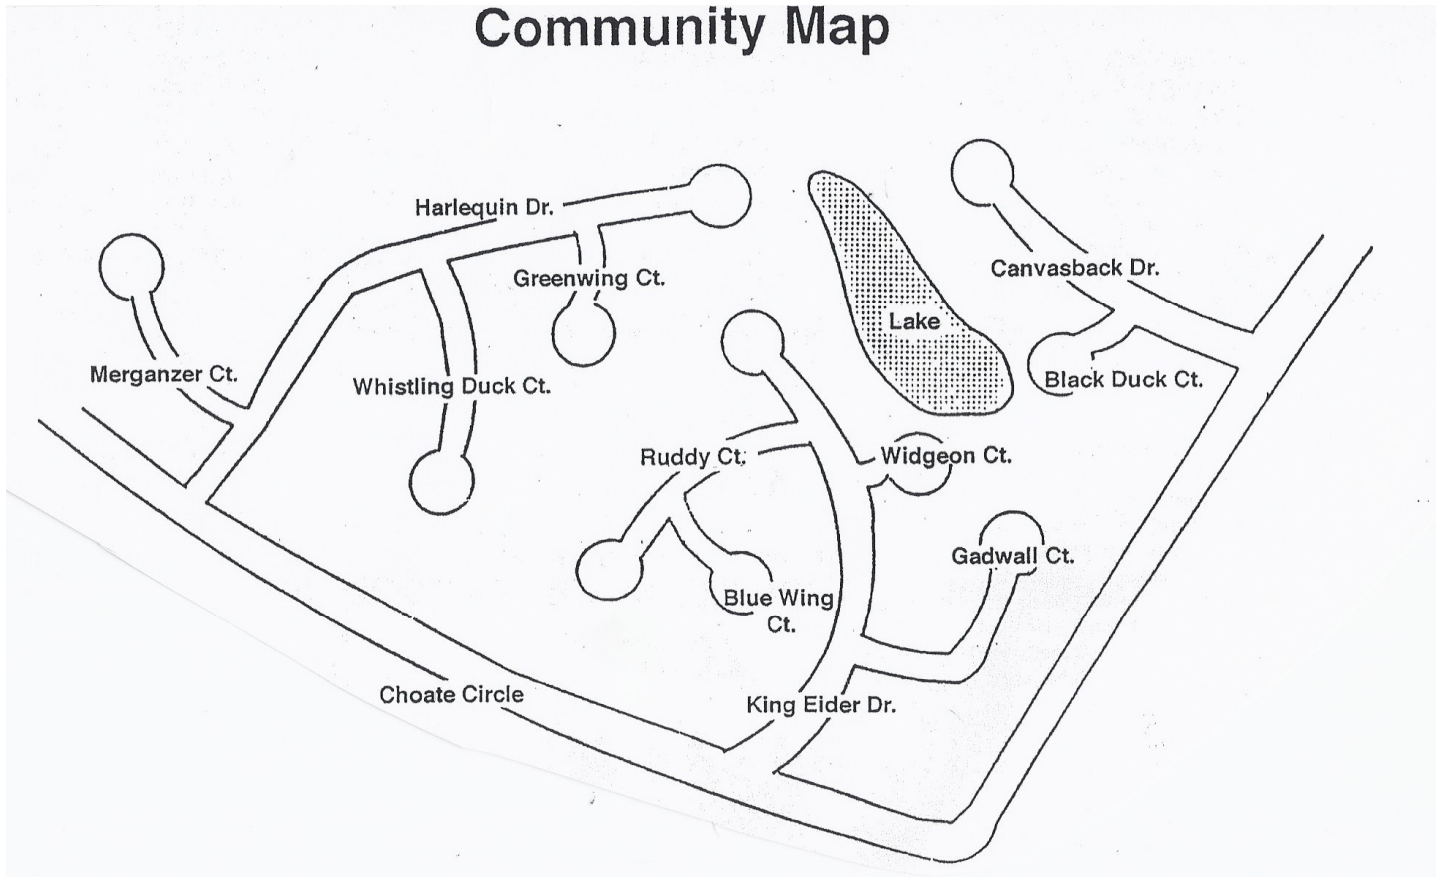 Community Map
Harlequin Dr.
Greenwing Ct.
Canvasback Dr.
Lake
Merganzer Ct.
Whistling Duck Ct.
Black Duck Ct.
Ruddy Ct.
Widgeon Ct.
Gadwall Ct.
Blue Wing
Ct.
Choate Circle
King Eider Dr.